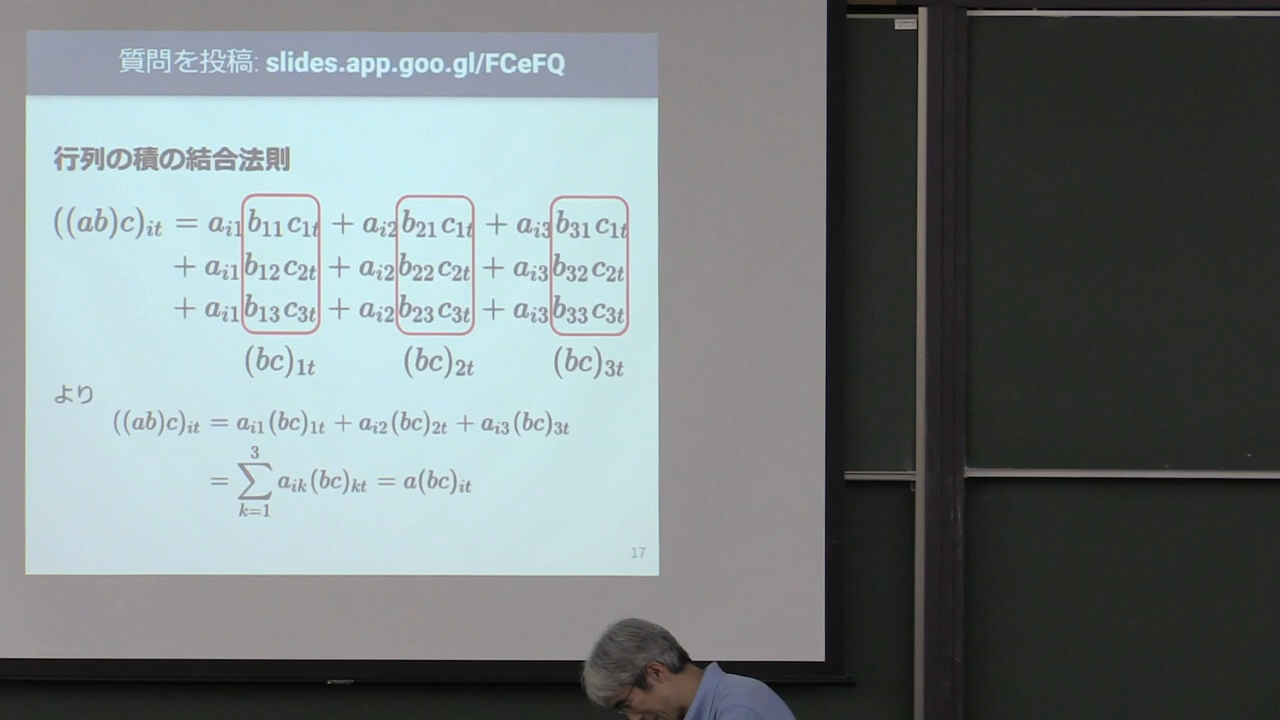 質問を投稿: slides.app.goo.gl/FCeFQ
行列の積の結合法則
((ab)c)_{it} = a_{i1}b_{11}c_{1t} + a_{i2}b_{21}c_{1t} + a_{i3}b_{31}c_{1t}
+ a_{i1}b_{12}c_{2t} + a_{i2}b_{22}c_{2t} + a_{i3}b_{32}c_{2t}
+ a_{i1}b_{13}c_{3t} + a_{i2}b_{23}c_{3t} + a_{i3}b_{33}c_{3t}
(bc)_{1t} (bc)_{2t} (bc)_{3t}
より
((ab)c)_{it} = a_{i1}(bc)_{1t} + a_{i2}(bc)_{2t} + a_{i3}(bc)_{3t}
= \sum_{k=1}^{3} a_{ik}(bc)_{kt} = a(bc)_{it}
17